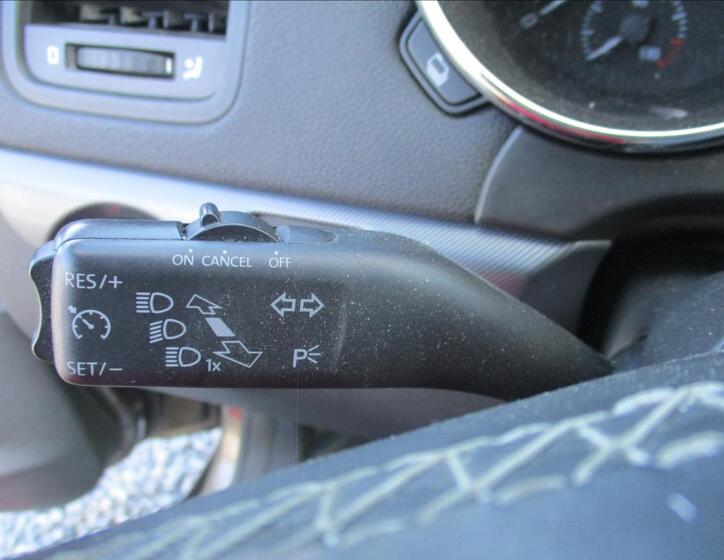 ON CANCEL OFF
RES/+
SET/-
1x
P